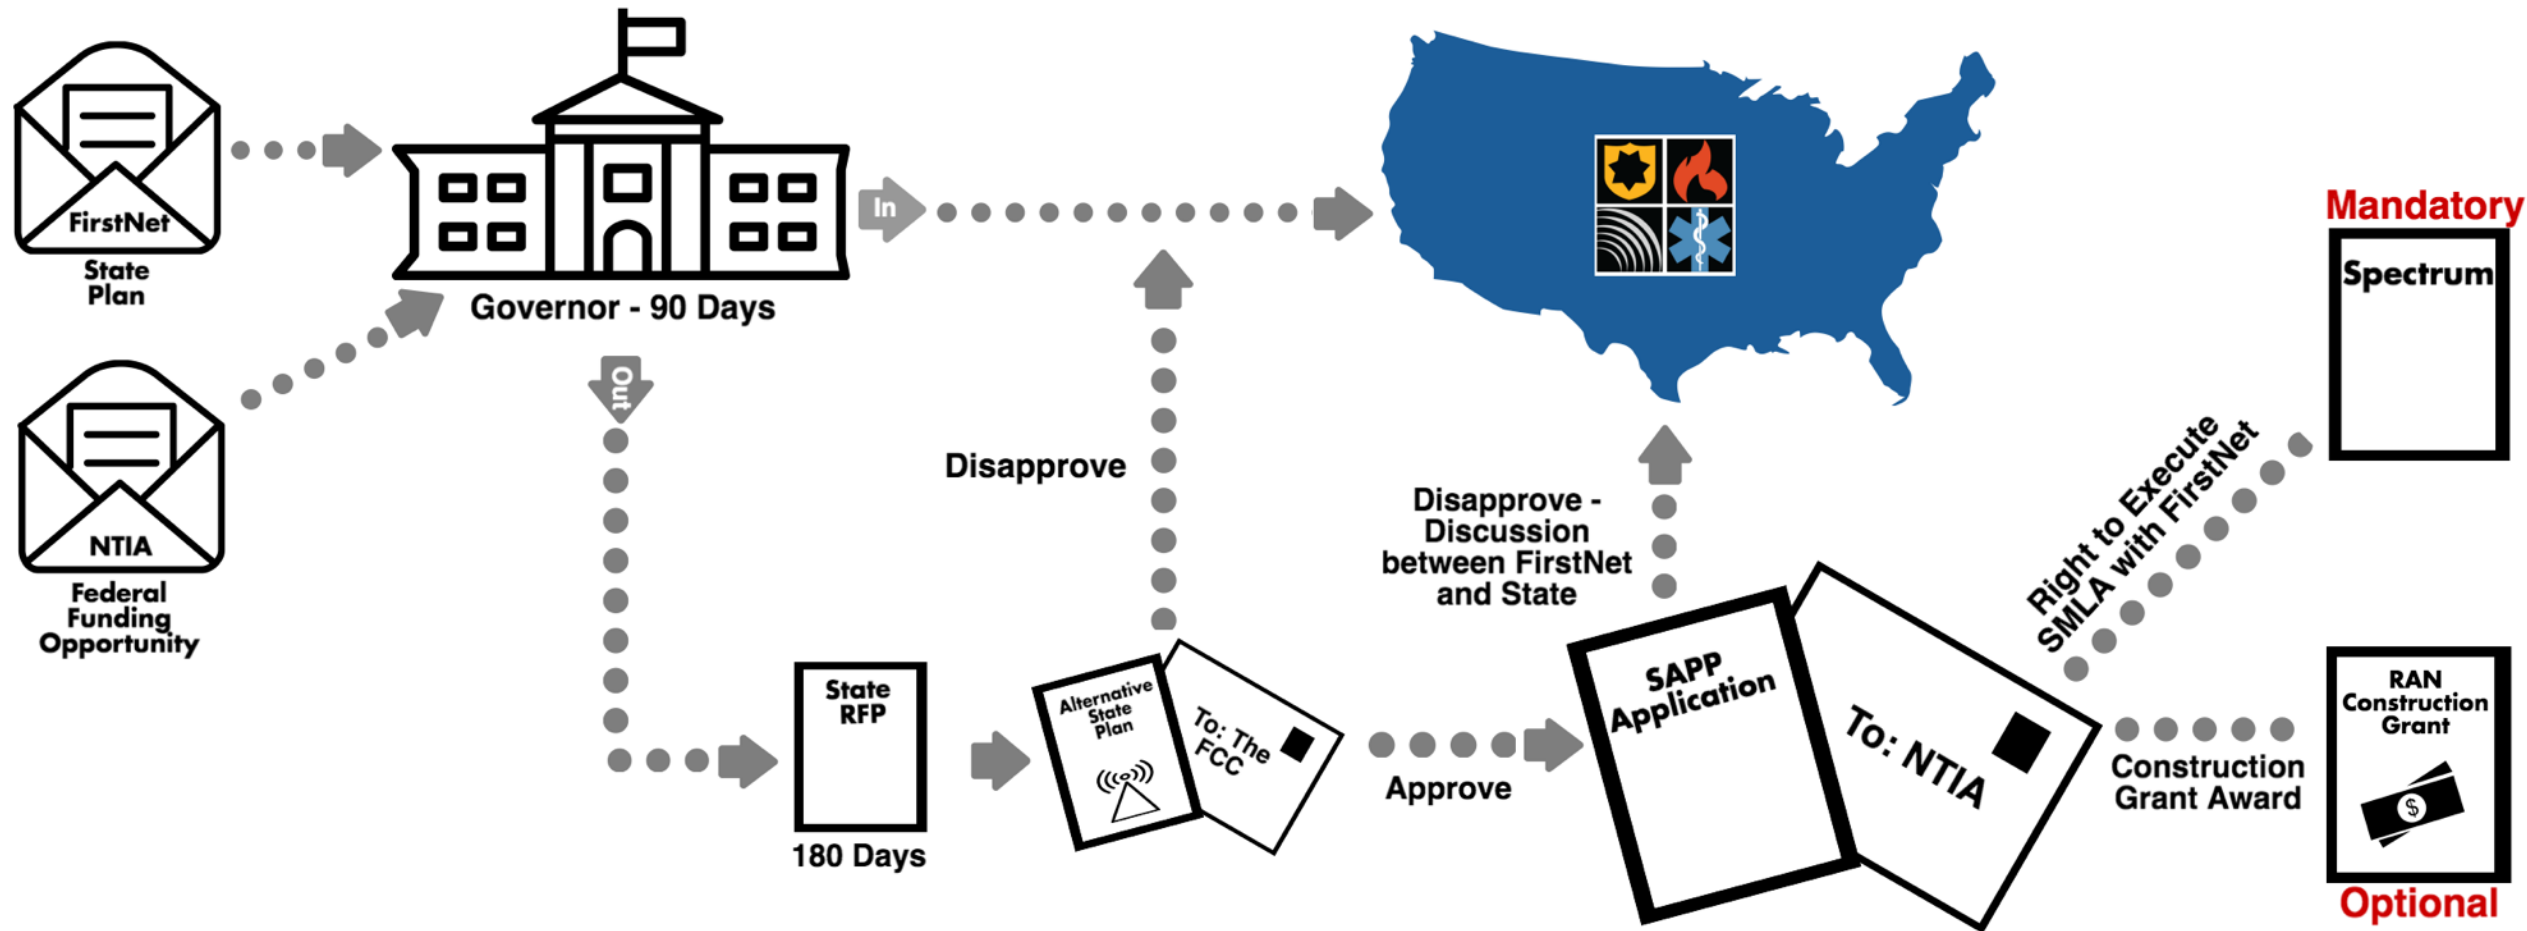 FirstNet
State
Plan
NTIA
Federal
Funding
Opportunity
Governor - 90 Days
In
Out
State
RFP
180 Days
Alternative
State
Plan
To: The
FCC
Disapprove
Approve
Disapprove -
Discussion
between FirstNet
and State
SAPP
Application
To: NTIA
Right to Execute
SMLA with FirstNet
Mandatory
Spectrum
Construction
Grant Award
RAN
Construction
Grant
$
Optional